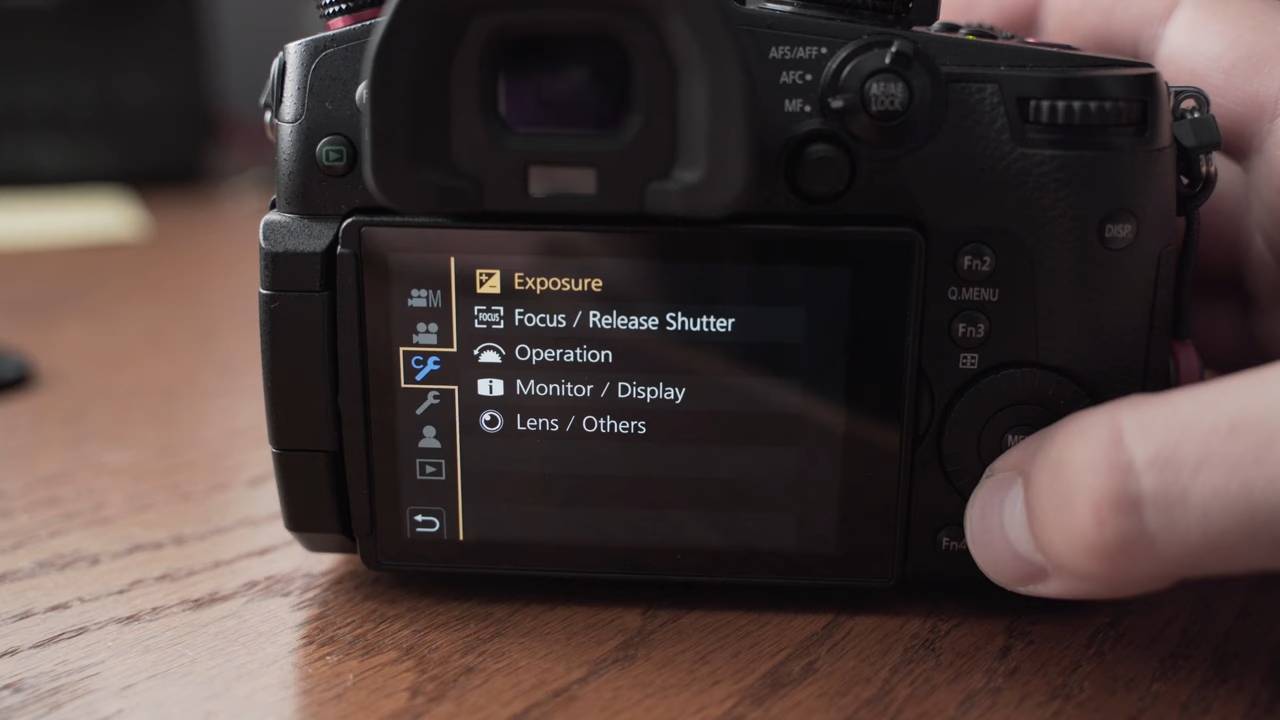 AFS/AFF
AFC
MF
AF/AE
LOCK
DISP.
Fn2
Q.MENU
Fn3
Fn4
M
C
Exposure
FOCUS
Focus / Release Shutter
Operation
Monitor / Display
Lens / Others